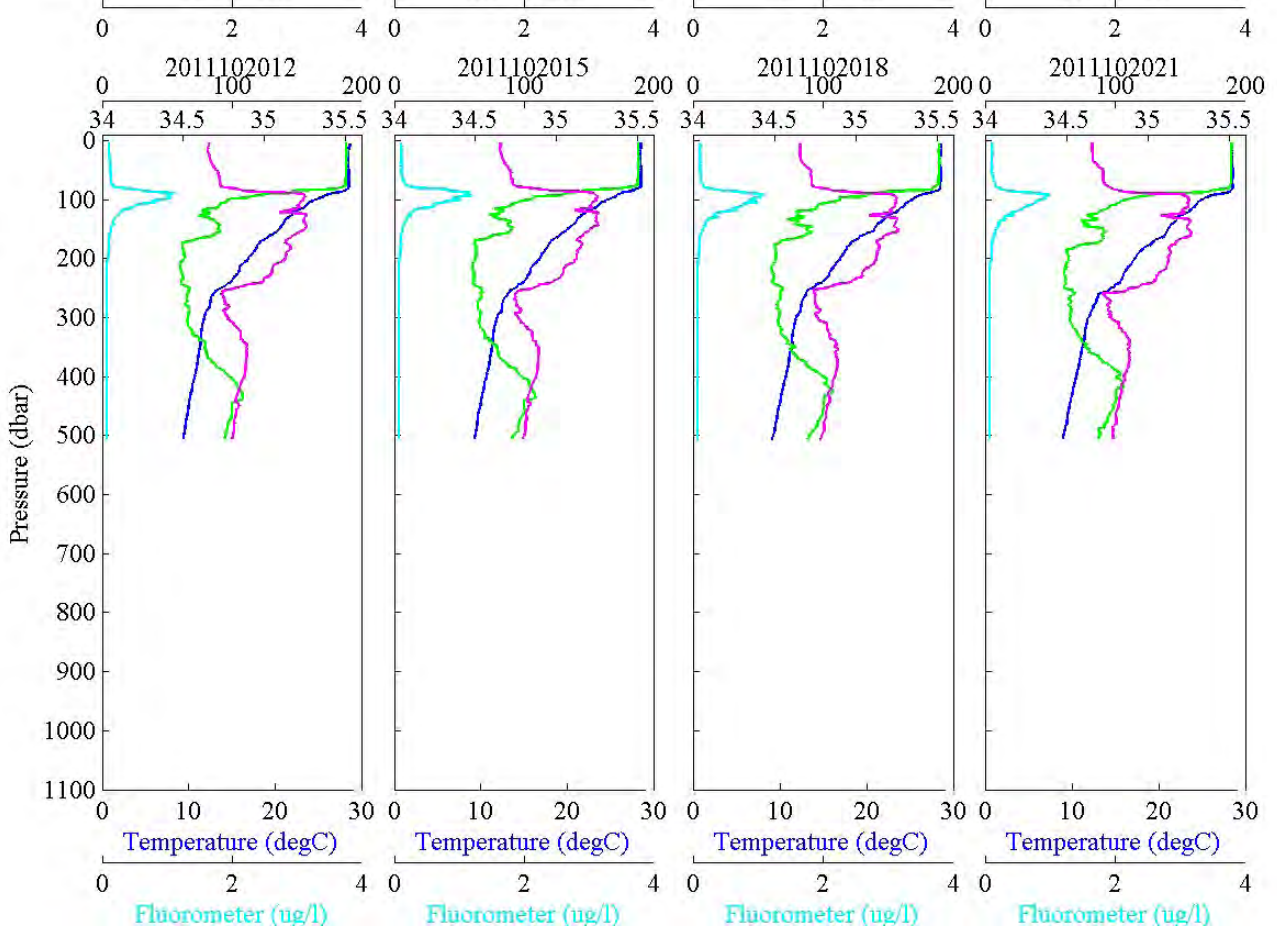 0 2 4 0 2 4 0 2 4 0 2 4
2011102012 2011102015 2011102018 2011102021
0 100 200 0 100 200 0 100 200 0 100 200
34 34.5 35 35.5 34 34.5 35 35.5 34 34.5 35 35.5 34 34.5 35 35.5
0
100
200
300
400
500
600
700
800
900
1000
1100
Pressure (dbar)
0 10 20 30 0 10 20 30 0 10 20 30 0 10 20 30
Temperature (degC) Temperature (degC) Temperature (degC) Temperature (degC)
0 2 4 0 2 4 0 2 4 0 2 4
Fluorometer (ug/l) Fluorometer (ug/l) Fluorometer (ug/l) Fluorometer (ug/l)